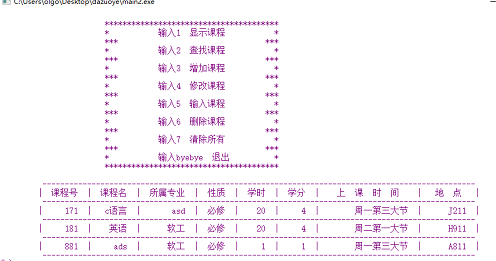 C:\Users\olgo\Desktop\dazuoye\main2.exe
****************************************
* 输入1 显示课程 *
*** ***
* 输入2 查找课程 *
*** ***
* 输入3 增加课程 *
*** ***
* 输入4 修改课程 *
*** ***
* 输入5 输入课程 *
*** ***
* 输入6 删除课程 *
*** ***
* 输入7 清除所有 *
*** ***
* 输入byebye 退出 *
****************************************
| 课程号 | 课程名 | 所属专业 | 性质 | 学时 | 学分 | 上 课 时 间 | 地 点 |
| 171 | c语言 | asd | 必修 | 20 | 4 | 周一第三大节 | J211 |
| 181 | 英语 | 软工 | 必修 | 20 | 4 | 周二第一大节 | H911 |
| 881 | ads | 软工 | 必修 | 1 | 1 | 周一第三大节 | A811 |